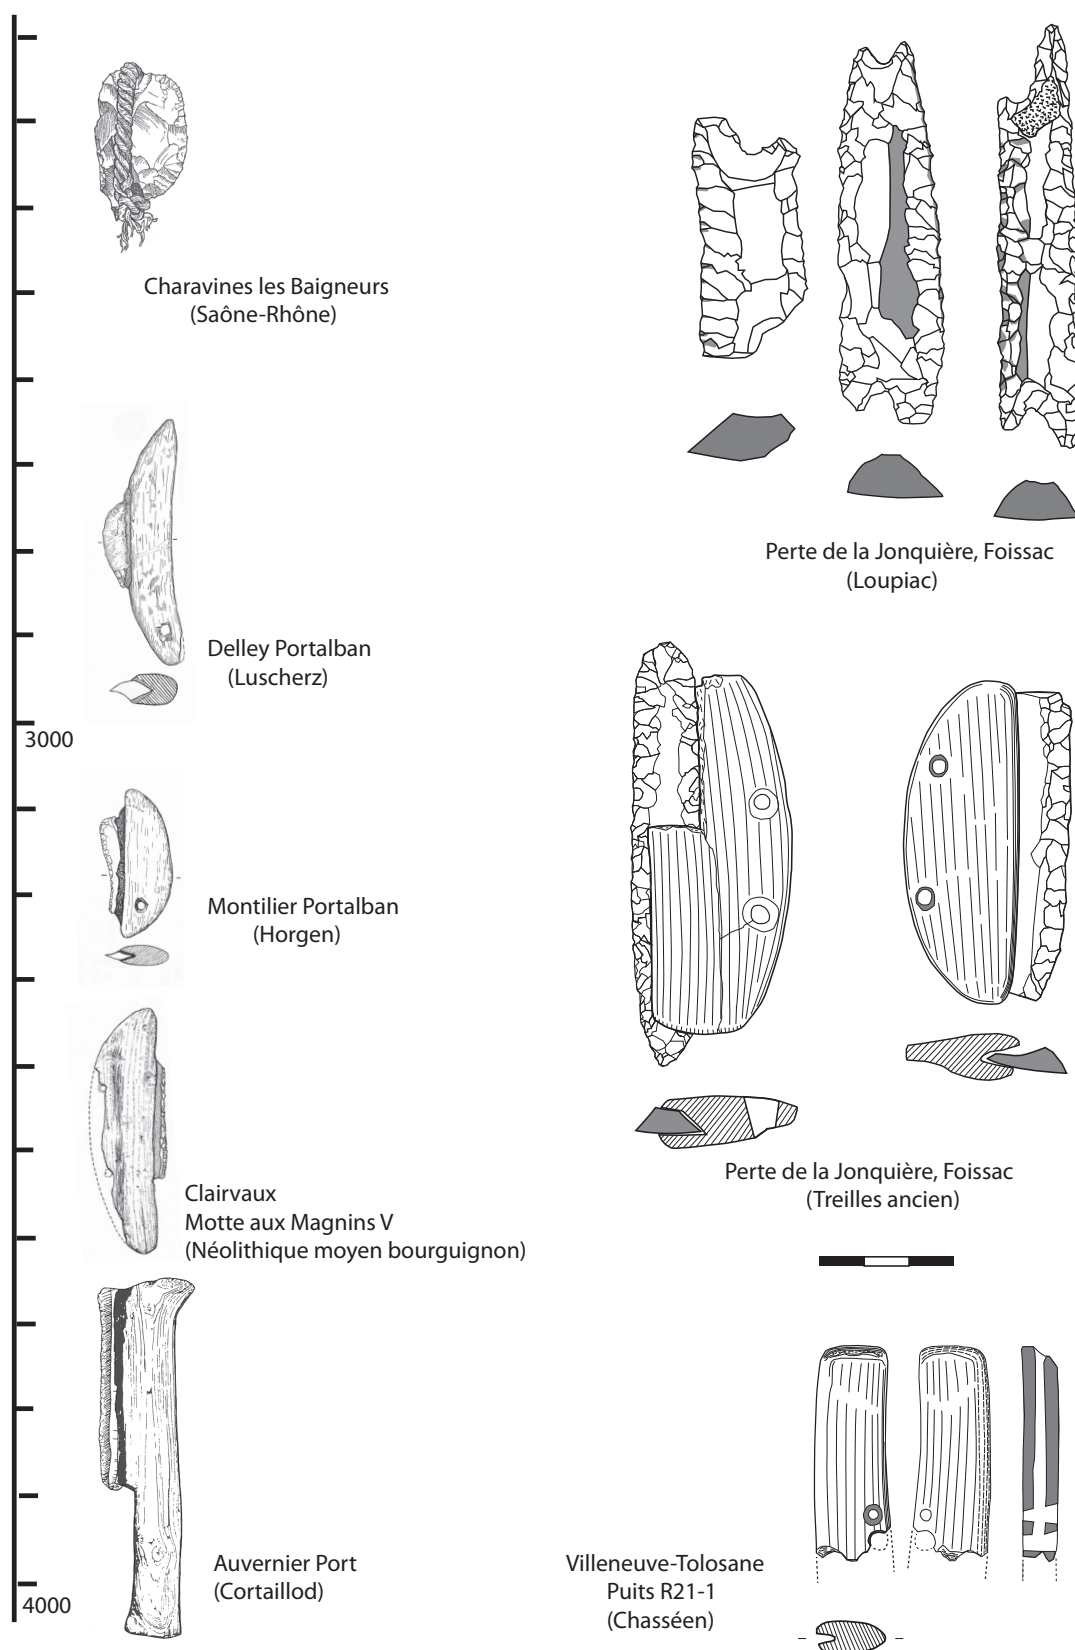 Charavines les Baigneurs
(Saône-Rhône)
Perte de la Jonquière, Foissac
(Loupiac)
Delley Portalban
(Luscherz)
3000
Montilier Portalban
(Horgen)
Perte de la Jonquière, Foissac
(Treilles ancien)
Clairvaux
Motte aux Magnins V
(Néolithique moyen bourguignon)
Auvernier Port
(Cortaillod)
Villeneuve-Tolosane
Puits R21-1
(Chasséen)
4000